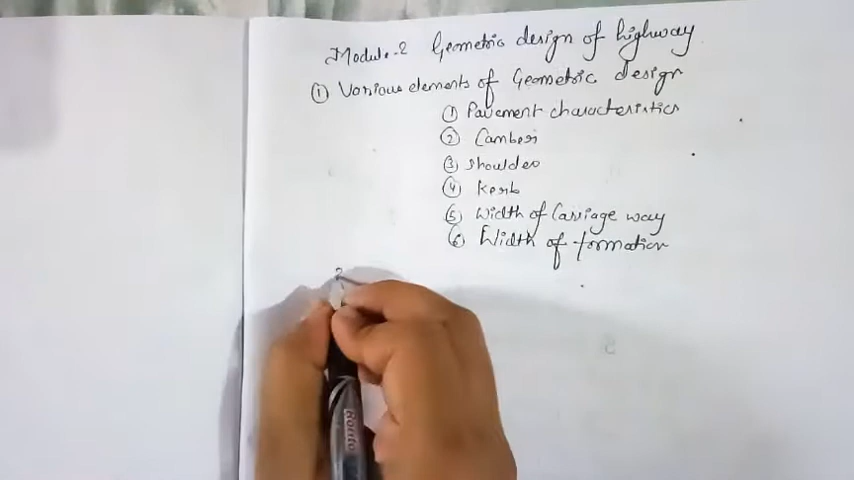 Module-2 Geometric design of highway
① Various elements of Geometric design
① Pavement characteristics
② Camber
③ Shoulder
④ Kerb
⑤ Width of Carriage way
⑥ Width of formation
2